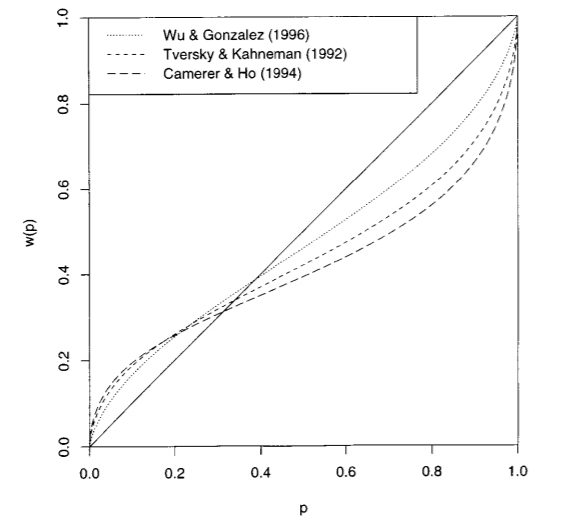 Wu & Gonzalez (1996)
Tversky & Kahneman (1992)
Camerer & Ho (1994)
1.0
0.8
0.6
0.4
0.2
0.0
w(p)
0.0 0.2 0.4 0.6 0.8 1.0
p